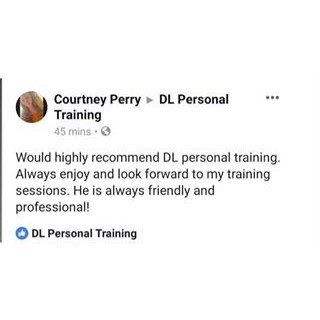 Courtney Perry ▸ DL Personal
Training
45 mins ·
Would highly recommend DL personal training.
Always enjoy and look forward to my training
sessions. He is always friendly and
professional!
DL Personal Training